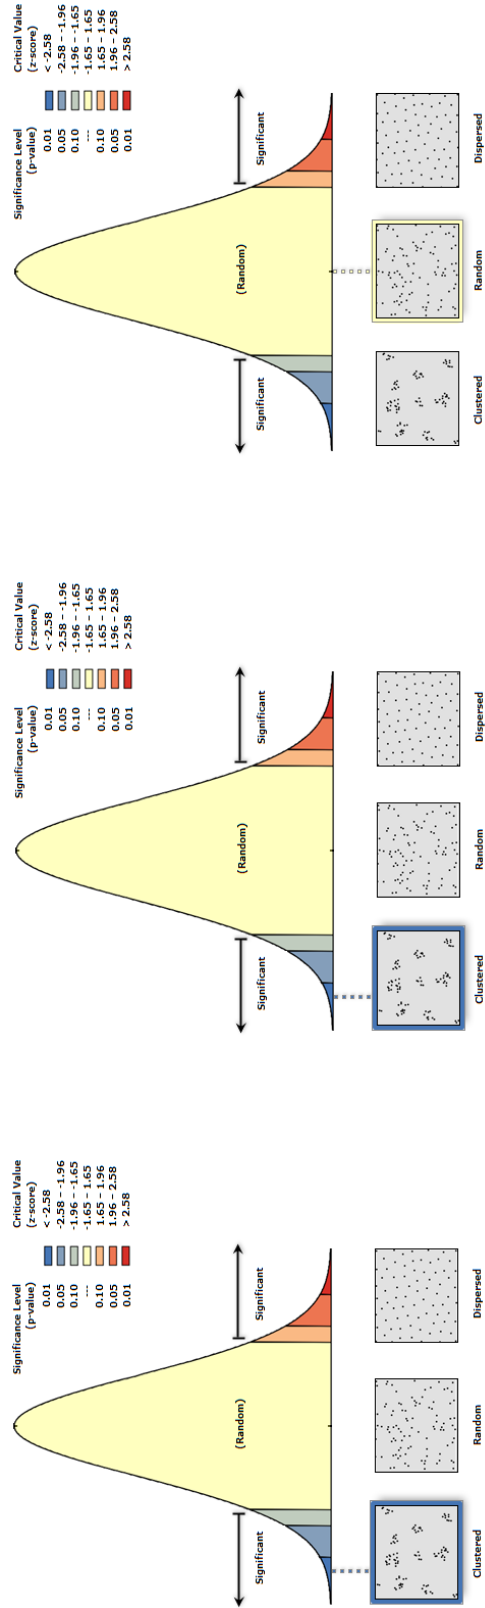 Significance Level Critical Value
(p-value) (z-score)
0.01 < -2.58
0.05 -2.58 – -1.96
0.10 -1.96 – -1.65
--- -1.65 – 1.65
0.10 1.65 – 1.96
0.05 1.96 – 2.58
0.01 > 2.58
(Random)
Significant Significant
Clustered Random Dispersed
Significance Level Critical Value
(p-value) (z-score)
0.01 < -2.58
0.05 -2.58 – -1.96
0.10 -1.96 – -1.65
--- -1.65 – 1.65
0.10 1.65 – 1.96
0.05 1.96 – 2.58
0.01 > 2.58
(Random)
Significant Significant
Clustered Random Dispersed
Significance Level Critical Value
(p-value) (z-score)
0.01 < -2.58
0.05 -2.58 – -1.96
0.10 -1.96 – -1.65
--- -1.65 – 1.65
0.10 1.65 – 1.96
0.05 1.96 – 2.58
0.01 > 2.58
(Random)
Significant Significant
Clustered Random Dispersed